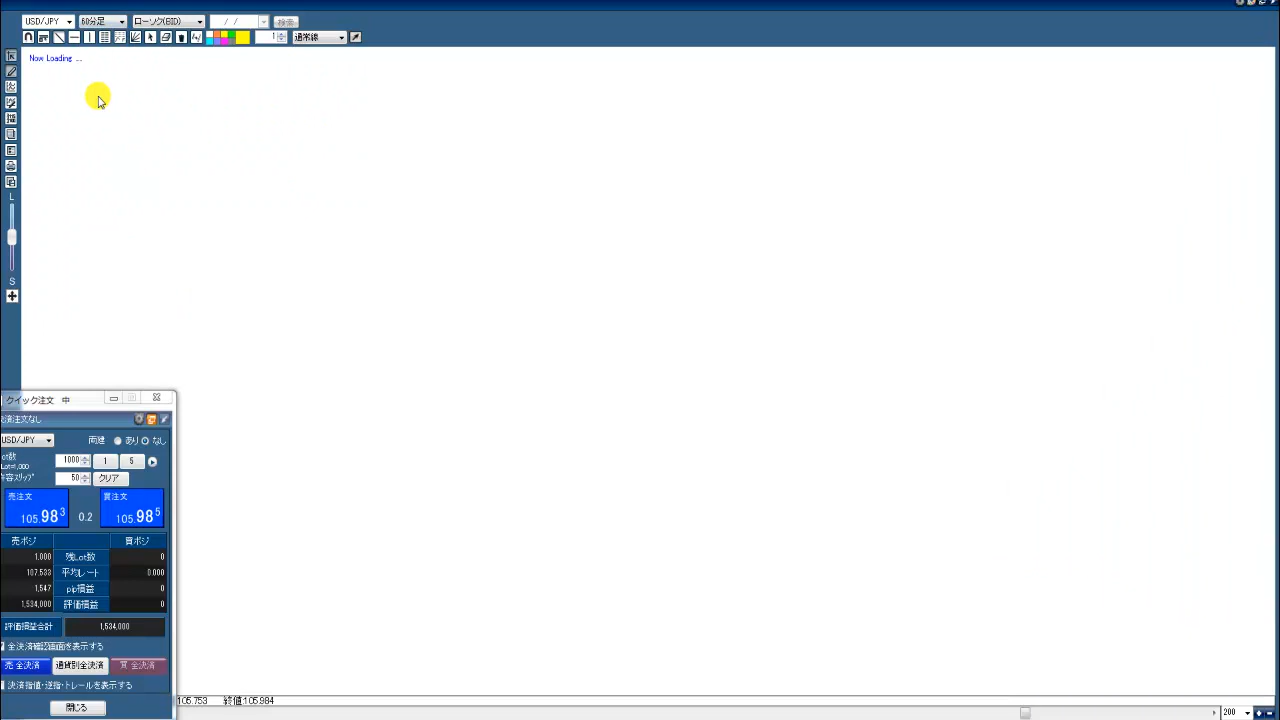 USD/JPY 60分足 ローソク(BID) / / 検索
1 通常線
Now Loading ...
L
S
クイック注文 中
決済注文なし
USD/JPY 両建 あり なし
Lot数 1000 1 5
Lot=1,000
許容スリップ 50 クリア
売注文 買注文
105.983 0.2 105.985
売ポジ 買ポジ
1,000 残Lot数 0
107.533 平均レート 0.000
1,547 pip損益 0
1,534,000 評価損益 0
評価損益合計 1,534,000
全決済確認画面を表示する
売 全決済 通貨別全決済 買 全決済
決済指値・逆指・トレールを表示する
閉じる
105.753 終値:105.984
200